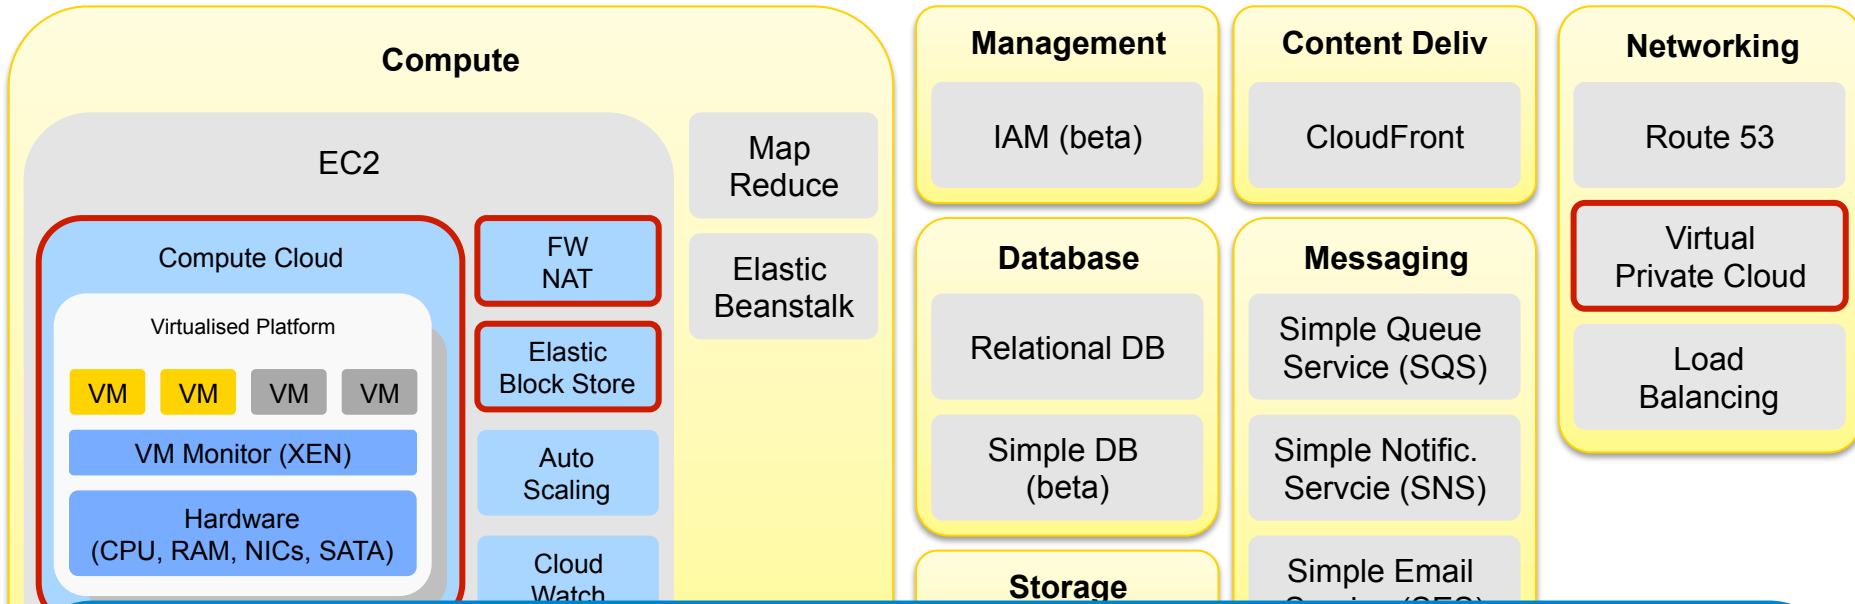 Compute
EC2
Compute Cloud
Virtualised Platform
VM VM VM VM
VM Monitor (XEN)
Hardware
(CPU, RAM, NICs, SATA)
FW
NAT
Elastic
Block Store
Auto
Scaling
Cloud
Watch
Map
Reduce
Elastic
Beanstalk
Management
IAM (beta)
Content Deliv
CloudFront
Networking
Route 53
Virtual
Private Cloud
Load
Balancing
Database
Relational DB
Simple DB
(beta)
Messaging
Simple Queue
Service (SQS)
Simple Notific.
Servcie (SNS)
Simple Email
Storage